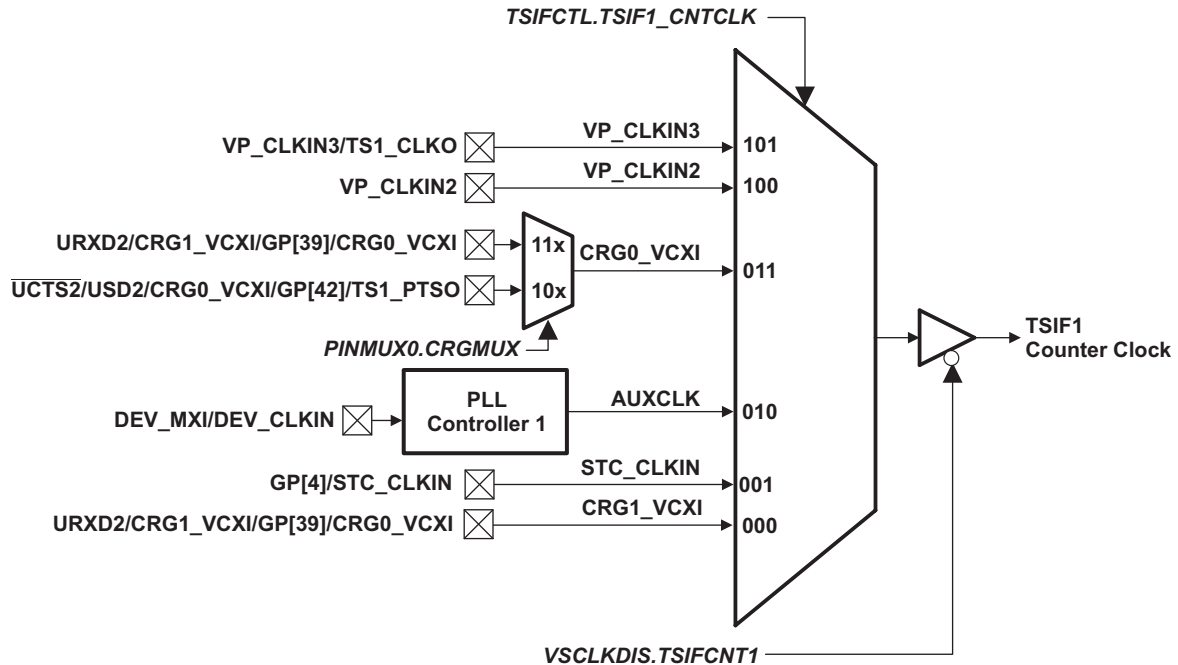 TSIFCTL.TSIF1_CNTCLK
VP_CLKIN3/TS1_CLKO
VP_CLKIN3
101
VP_CLKIN2
VP_CLKIN2
100
URXD2/CRG1_VCXI/GP[39]/CRG0_VCXI
11x
CRG0_VCXI
011
UCTS2/USD2/CRG0_VCXI/GP[42]/TS1_PTSO
10x
PINMUX0.CRGMUX
TSIF1
Counter Clock
DEV_MXI/DEV_CLKIN
PLL
Controller 1
AUXCLK
010
GP[4]/STC_CLKIN
STC_CLKIN
001
URXD2/CRG1_VCXI/GP[39]/CRG0_VCXI
CRG1_VCXI
000
VSCLKDIS.TSIFCNT1